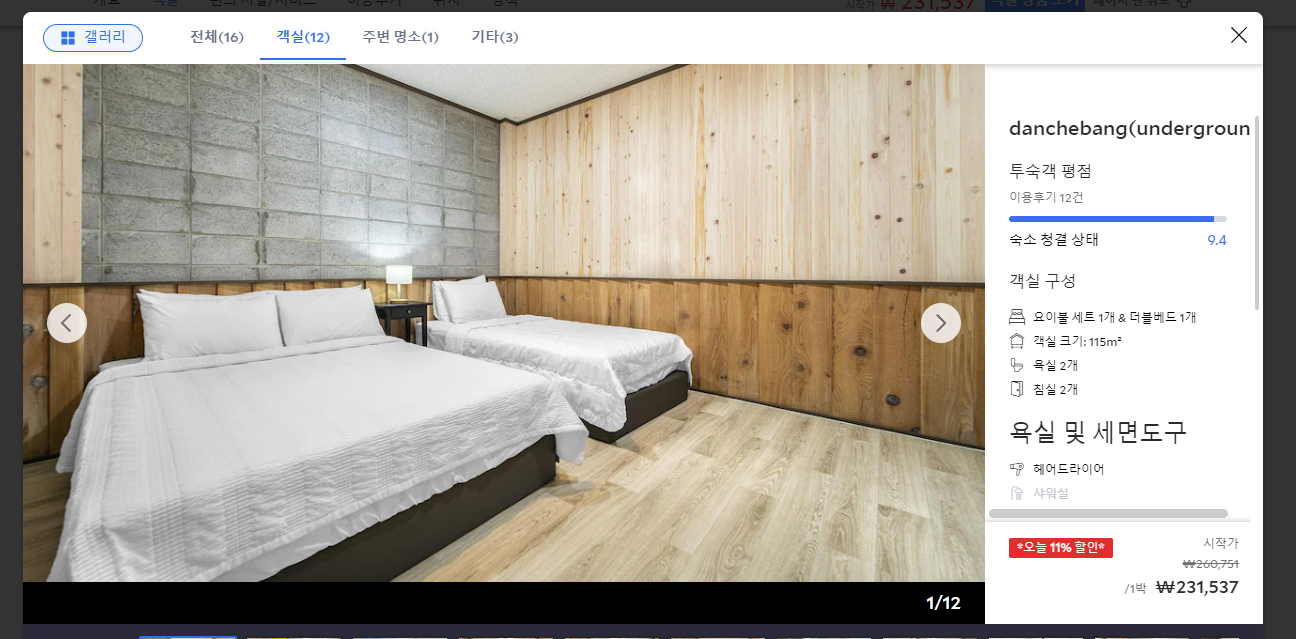 시작가 ₩ 231,537
갤러리
전체(16)
객실(12)
주변 명소(1)
기타(3)
danchebang(undergroun
투숙객 평점
이용후기 12건
숙소 청결 상태 9.4
객실 구성
요이불 세트 1개 & 더블베드 1개
객실 크기: 115m²
욕실 2개
침실 2개
욕실 및 세면도구
헤어드라이어
샤워실
*오늘 11% 할인*
시작가
₩260,751
/1박 ₩231,537
1/12